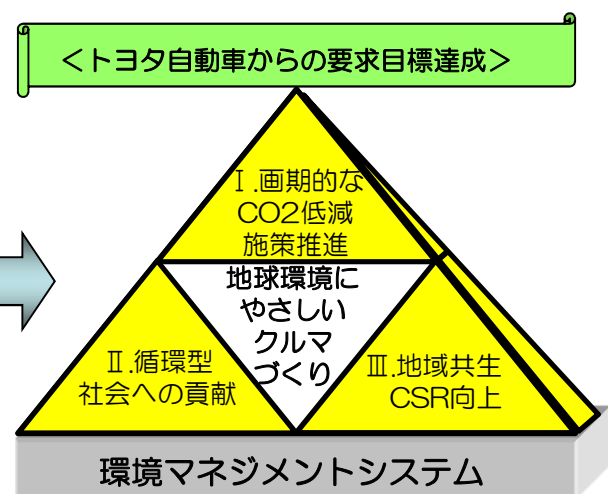 ＜トヨタ自動車からの要求目標達成＞
Ⅰ.画期的な
CO2低減
施策推進
地球環境に
やさしい
クルマ
づくり
Ⅱ.循環型
社会への貢献
Ⅲ.地域共生
CSR向上
環境マネジメントシステム